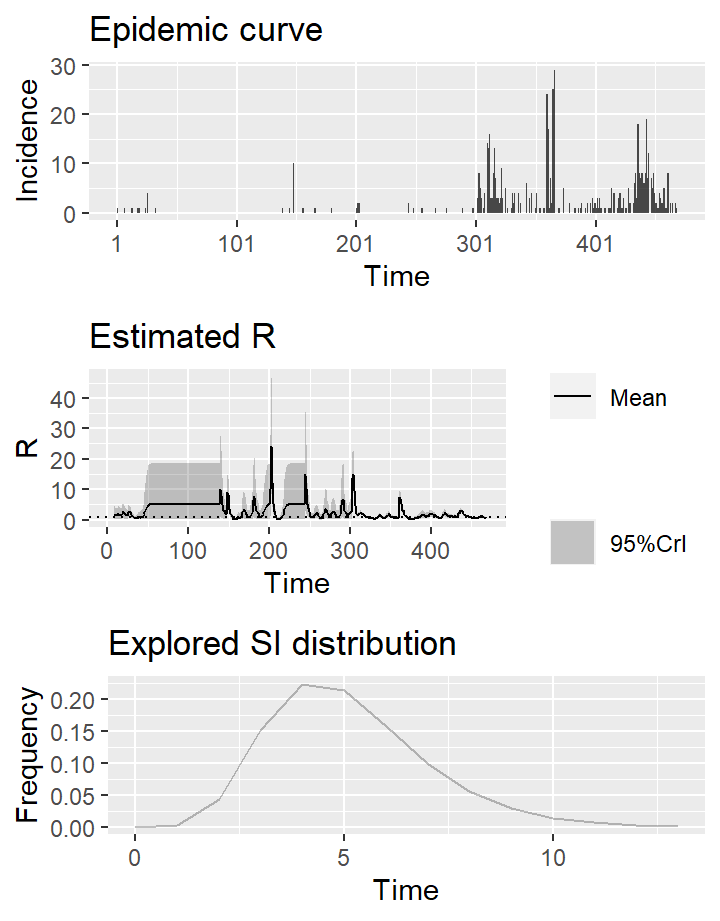 Epidemic curve
30
20
10
0
Incidence
1 101 201 301 401
Time
Estimated R
40
30
20
10
0
R
0 100 200 300 400
Time
Mean
95%CrI
Explored SI distribution
0.20
0.15
0.10
0.05
0.00
Frequency
0 5 10
Time